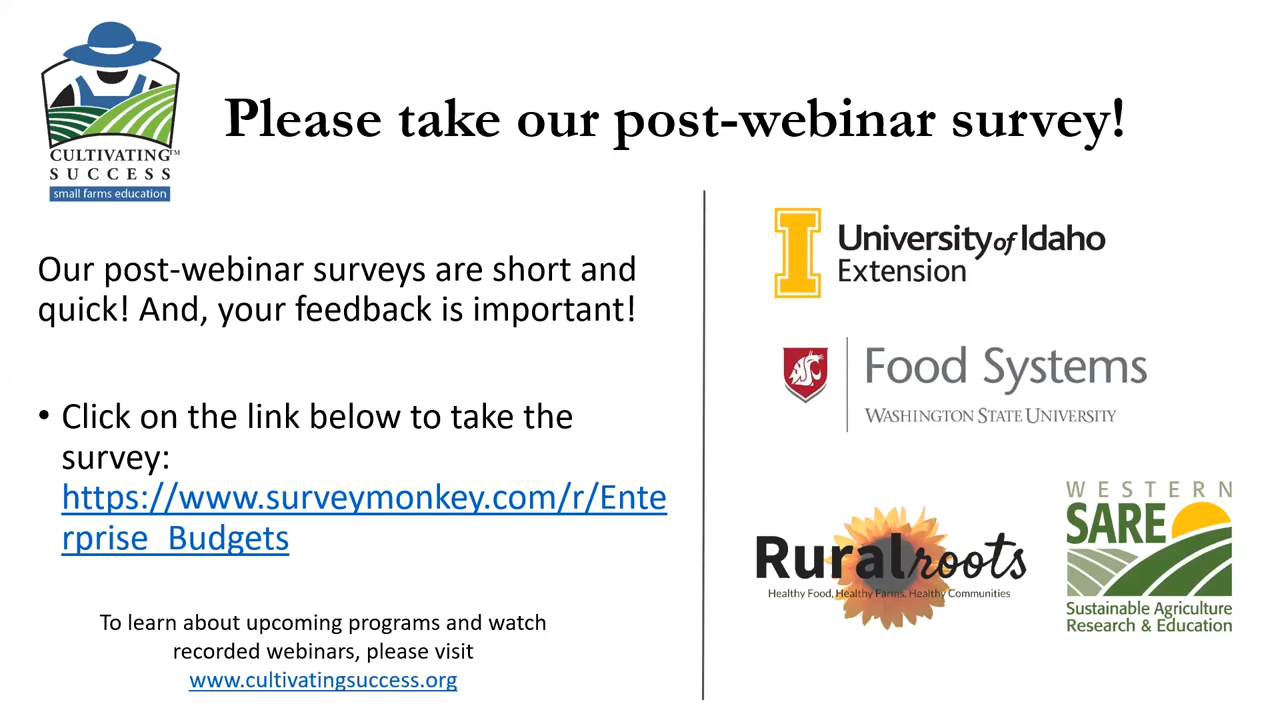 CULTIVATING™
SUCCESS
small farms education
Please take our post-webinar survey!
Our post-webinar surveys are short and
quick! And, your feedback is important!
• Click on the link below to take the
survey:
https://www.surveymonkey.com/r/Ente
rprise_Budgets
To learn about upcoming programs and watch
recorded webinars, please visit
www.cultivatingsuccess.org
I
University of Idaho
Extension
Food Systems
WASHINGTON STATE UNIVERSITY
Ruralroots
Healthy Food, Healthy Farms, Healthy Communities
WESTERN
SARE
Sustainable Agriculture
Research & Education